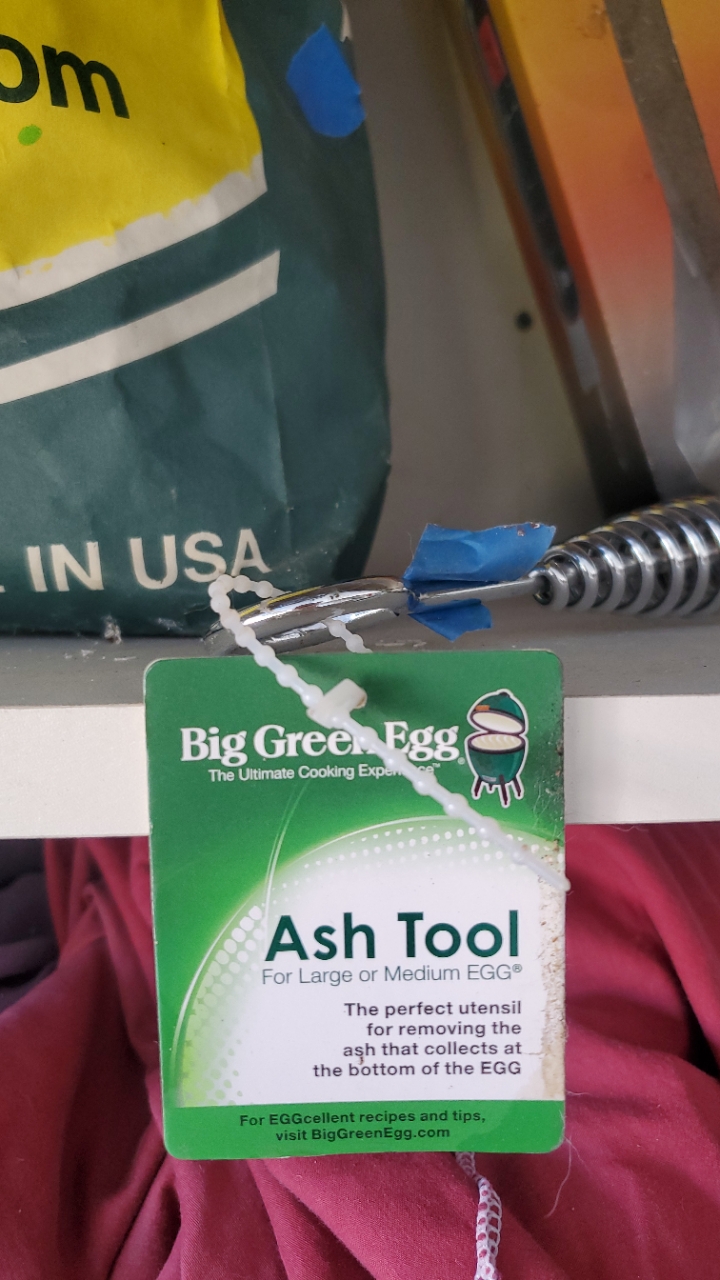 om
IN USA
Big Green Egg®
The Ultimate Cooking Experience™
Ash Tool
For Large or Medium EGG®
The perfect utensil
for removing the
ash that collects at
the bottom of the EGG
For EGGcellent recipes and tips,
visit BigGreenEgg.com